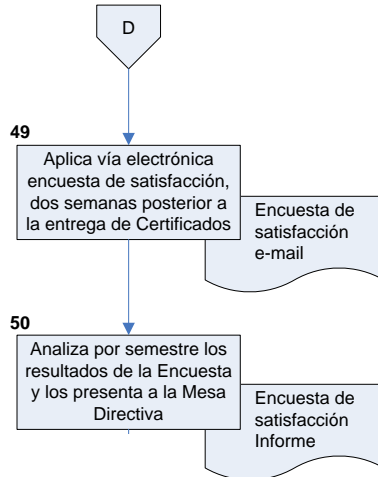 D
49
Aplica vía electrónica
encuesta de satisfacción,
dos semanas posterior a
la entrega de Certificados
Encuesta de
satisfacción
e-mail
50
Analiza por semestre los
resultados de la Encuesta
y los presenta a la Mesa
Directiva
Encuesta de
satisfacción
Informe